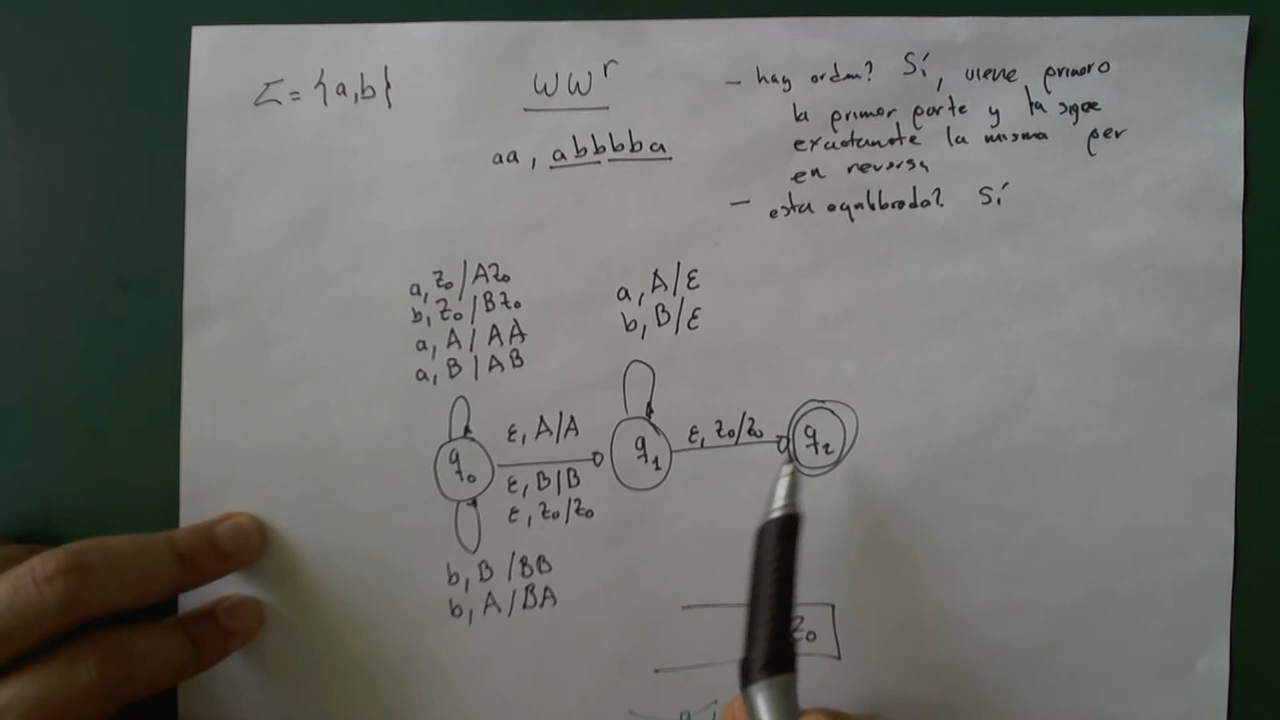 Σ = {a,b}
ww^r
aa, abbbba
- hay orden? Sí, viene primero
la primer parte y la sigue
exactamente la misma per
en reversa
- esta equilibrado? Sí
a, z₀/Az₀
b, z₀/Bz₀
a, A/AA
a, B/AB
a, A/ε
b, B/ε
ε, A/A
ε, z₀/z₀
q₀
q₁
q₂
ε, B/B
ε, z₀/z₀
b, B/BB
b, A/BA
z₀